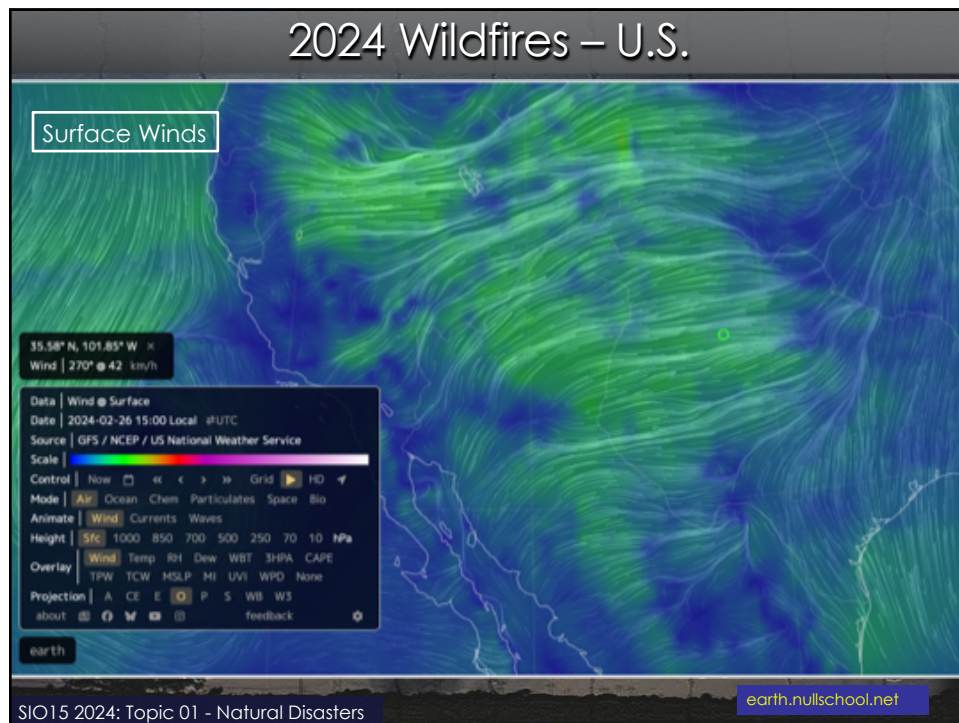 2024 Wildfires – U.S.
Surface Winds
35.58° N, 101.85° W ×
Wind | 270° @ 42 km/h
Data | Wind @ Surface
Date | 2024-02-26 15:00 Local ⇄UTC
Source | GFS / NCEP / US National Weather Service
Scale |
Control | Now « ‹ › » Grid HD
Mode | Air Ocean Chem Particulates Space Bio
Animate | Wind Currents Waves
Height | Sfc 1000 850 700 500 250 70 10 hPa
Overlay | Wind Temp RH Dew WBT 3HPA CAPE
TPW TCW MSLP MI UVI WPD None
Projection | A CE E O P S WB W3
about feedback
earth
earth.nullschool.net
SIO15 2024: Topic 01 - Natural Disasters